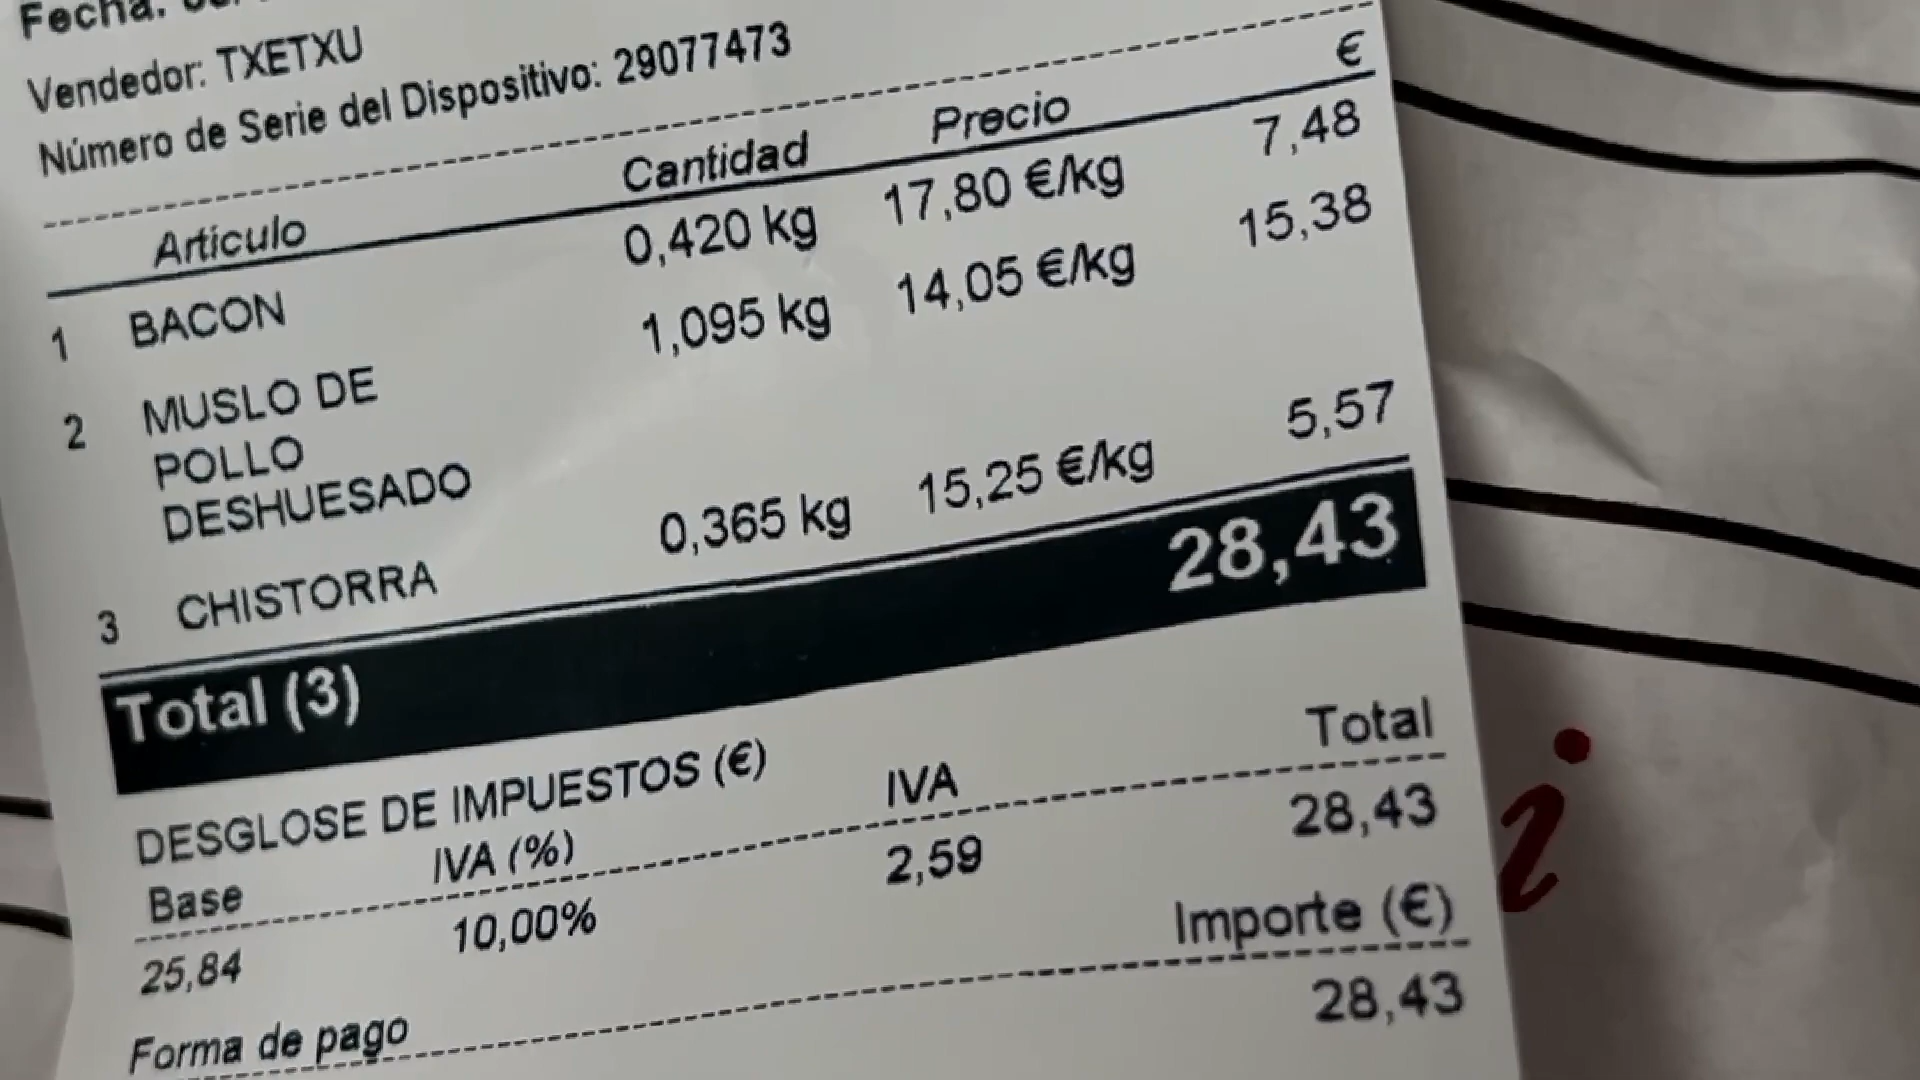 Fecha:
Vendedor: TXETXU
Número de Serie del Dispositivo: 29077473
Artículo Cantidad Precio €
1 BACON 0,420 kg 17,80 €/kg 7,48
2 MUSLO DE 1,095 kg 14,05 €/kg 15,38
POLLO
DESHUESADO
3 CHISTORRA 0,365 kg 15,25 €/kg 5,57
Total (3) 28,43
DESGLOSE DE IMPUESTOS (€)
Base IVA (%) IVA Total
25,84 10,00% 2,59 28,43
Forma de pago Importe (€)
28,43
i